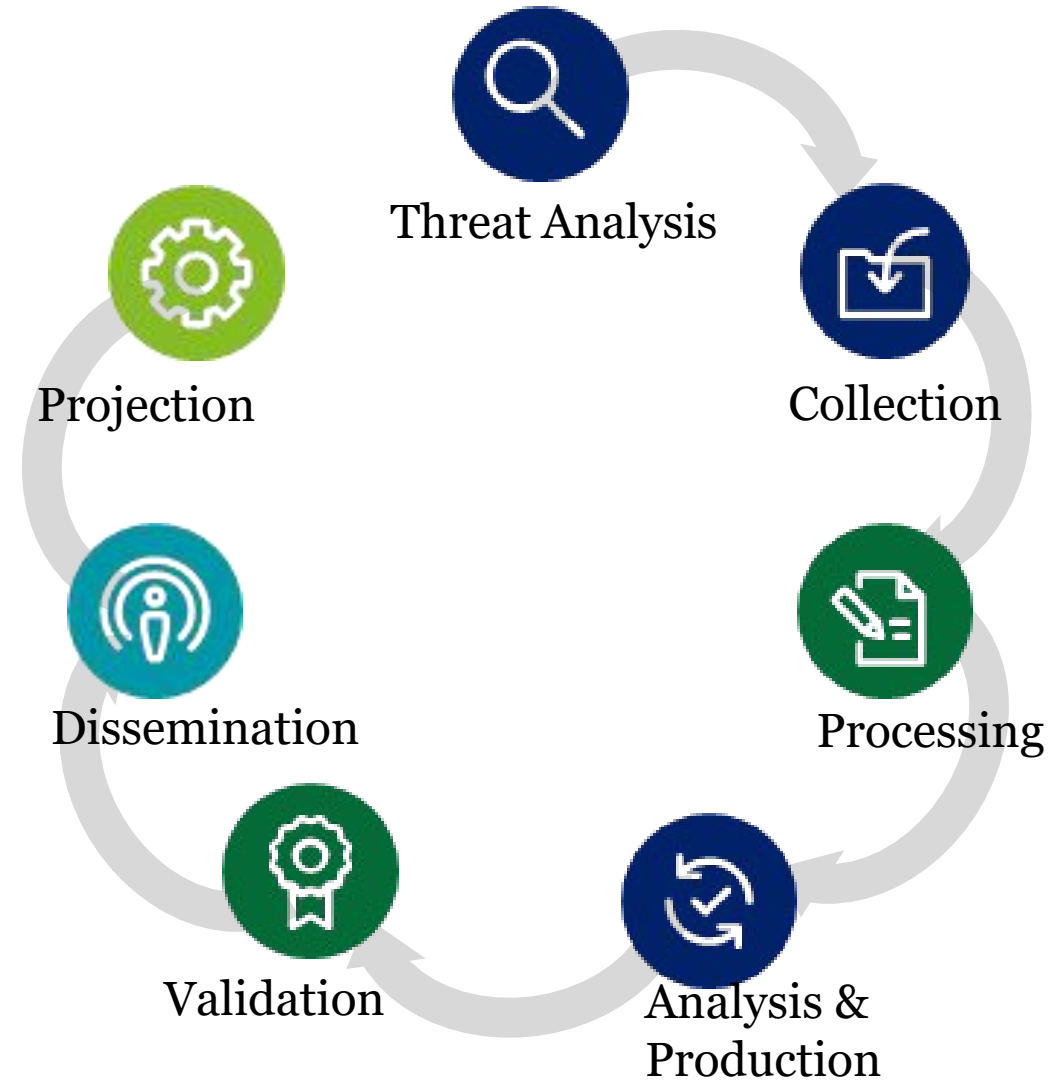 Threat Analysis
Collection
Processing
Analysis &
Production
Validation
Dissemination
Projection